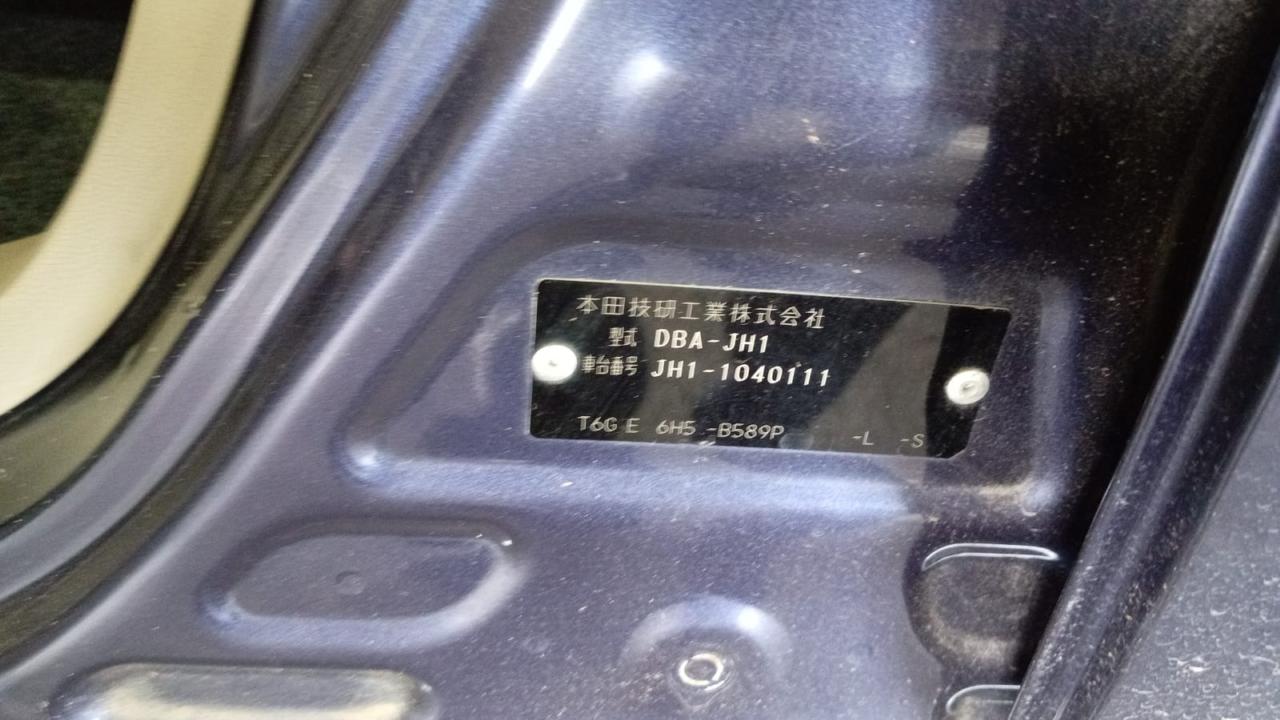 本田技研工業株式会社
型式 DBA-JH1
車台番号 JH1-1040111
T6G E 6H5 -B589P -L -S